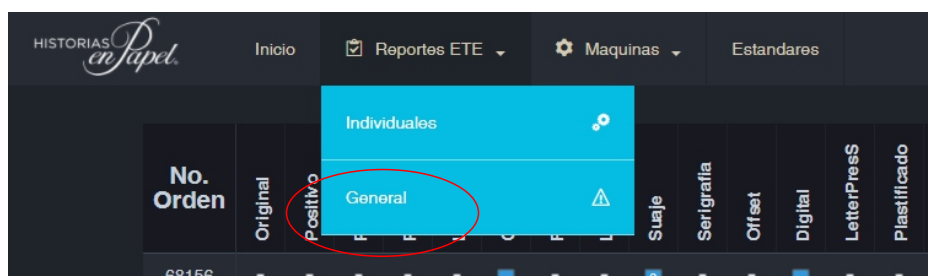 HISTORIAS
en Papel.
Inicio
Reportes ETE
Maquinas
Estandares
Individuales
General
No.
Orden
Original
Positivo
Suaje
Serigrafia
Offset
Digital
LetterPressS
Plastificado
68156